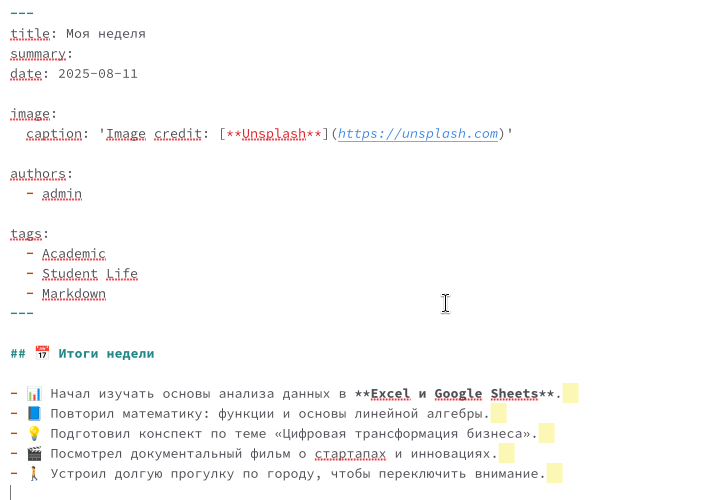 ---
title: Моя неделя
summary:
date: 2025-08-11
image:
caption: 'Image credit: [**Unsplash**](https://unsplash.com)'
authors:
- admin
tags:
- Academic
- Student Life
- Markdown
---
## 📅 Итоги недели
- 📊 Начал изучать основы анализа данных в **Excel и Google Sheets**.
- 📘 Повторил математику: функции и основы линейной алгебры.
- 💡 Подготовил конспект по теме «Цифровая трансформация бизнеса».
- 🎬 Посмотрел документальный фильм о стартапах и инновациях.
- 🚶 Устроил долгую прогулку по городу, чтобы переключить внимание.